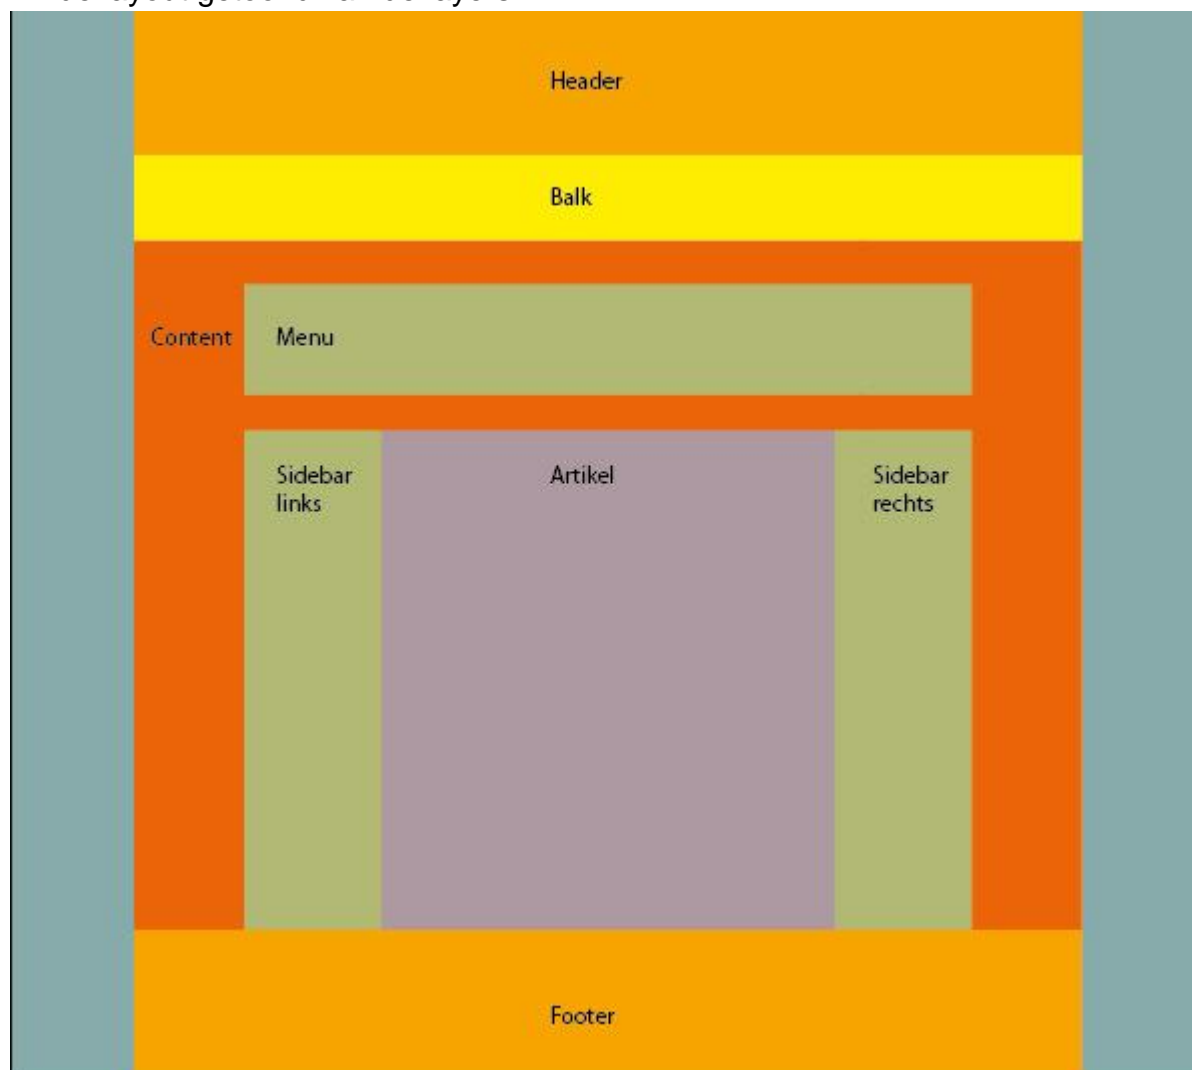 Header
Balk
Content
Menu
Sidebar
links
Artikel
Sidebar
rechts
Footer